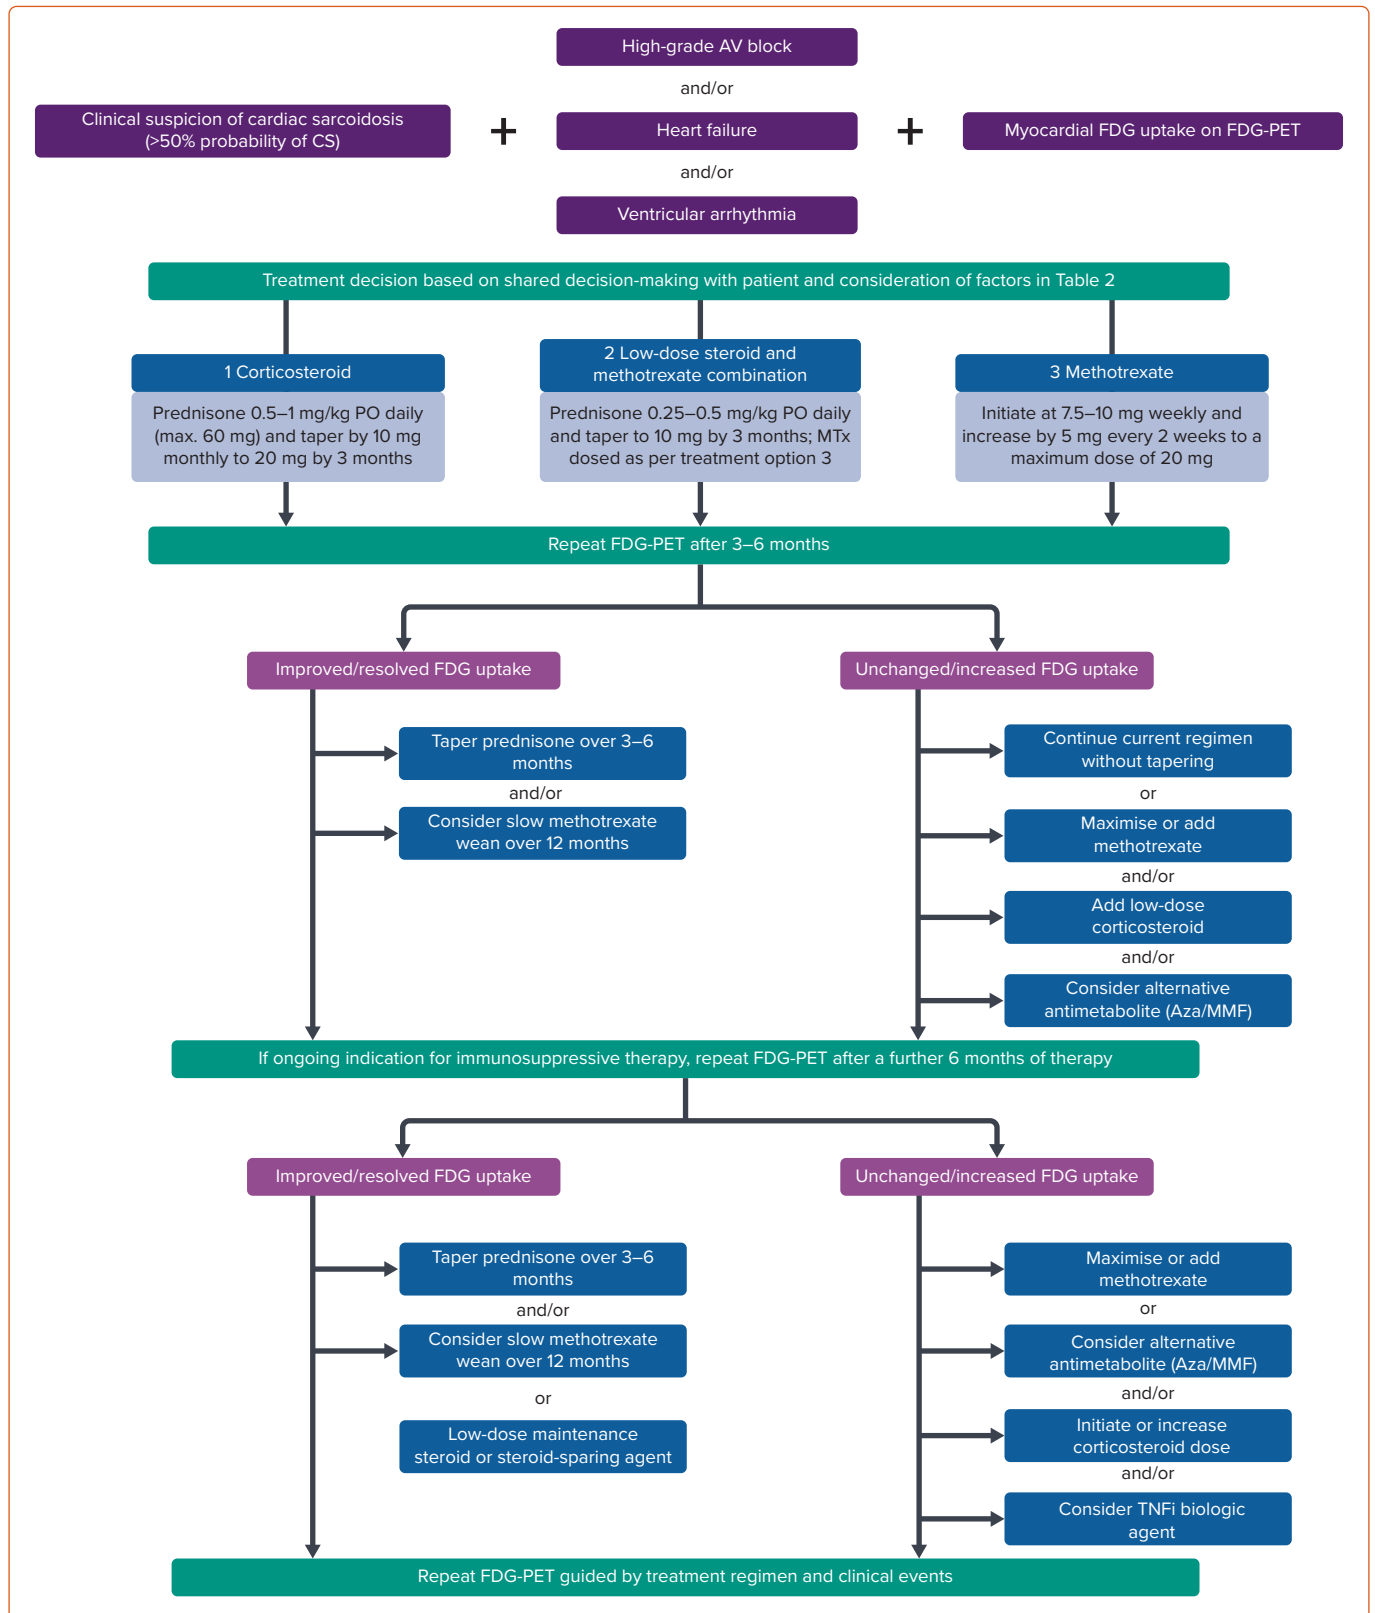 High-grade AV block
and/or
Clinical suspicion of cardiac sarcoidosis
(>50% probability of CS)
+
Heart failure
+
Myocardial FDG uptake on FDG-PET
and/or
Ventricular arrhythmia
Treatment decision based on shared decision-making with patient and consideration of factors in Table 2
1 Corticosteroid
Prednisone 0.5–1 mg/kg PO daily
(max. 60 mg) and taper by 10 mg
monthly to 20 mg by 3 months
2 Low-dose steroid and
methotrexate combination
Prednisone 0.25–0.5 mg/kg PO daily
and taper to 10 mg by 3 months; MTx
dosed as per treatment option 3
3 Methotrexate
Initiate at 7.5–10 mg weekly and
increase by 5 mg every 2 weeks to a
maximum dose of 20 mg
Repeat FDG-PET after 3–6 months
Improved/resolved FDG uptake
Taper prednisone over 3–6
months
and/or
Consider slow methotrexate
wean over 12 months
Unchanged/increased FDG uptake
Continue current regimen
without tapering
or
Maximise or add
methotrexate
and/or
Add low-dose
corticosteroid
and/or
Consider alternative
antimetabolite (Aza/MMF)
If ongoing indication for immunosuppressive therapy, repeat FDG-PET after a further 6 months of therapy
Improved/resolved FDG uptake
Taper prednisone over 3–6
months
and/or
Consider slow methotrexate
wean over 12 months
or
Low-dose maintenance
steroid or steroid-sparing agent
Unchanged/increased FDG uptake
Maximise or add
methotrexate
or
Consider alternative
antimetabolite (Aza/MMF)
and/or
Initiate or increase
corticosteroid dose
and/or
Consider TNFi biologic
agent
Repeat FDG-PET guided by treatment regimen and clinical events